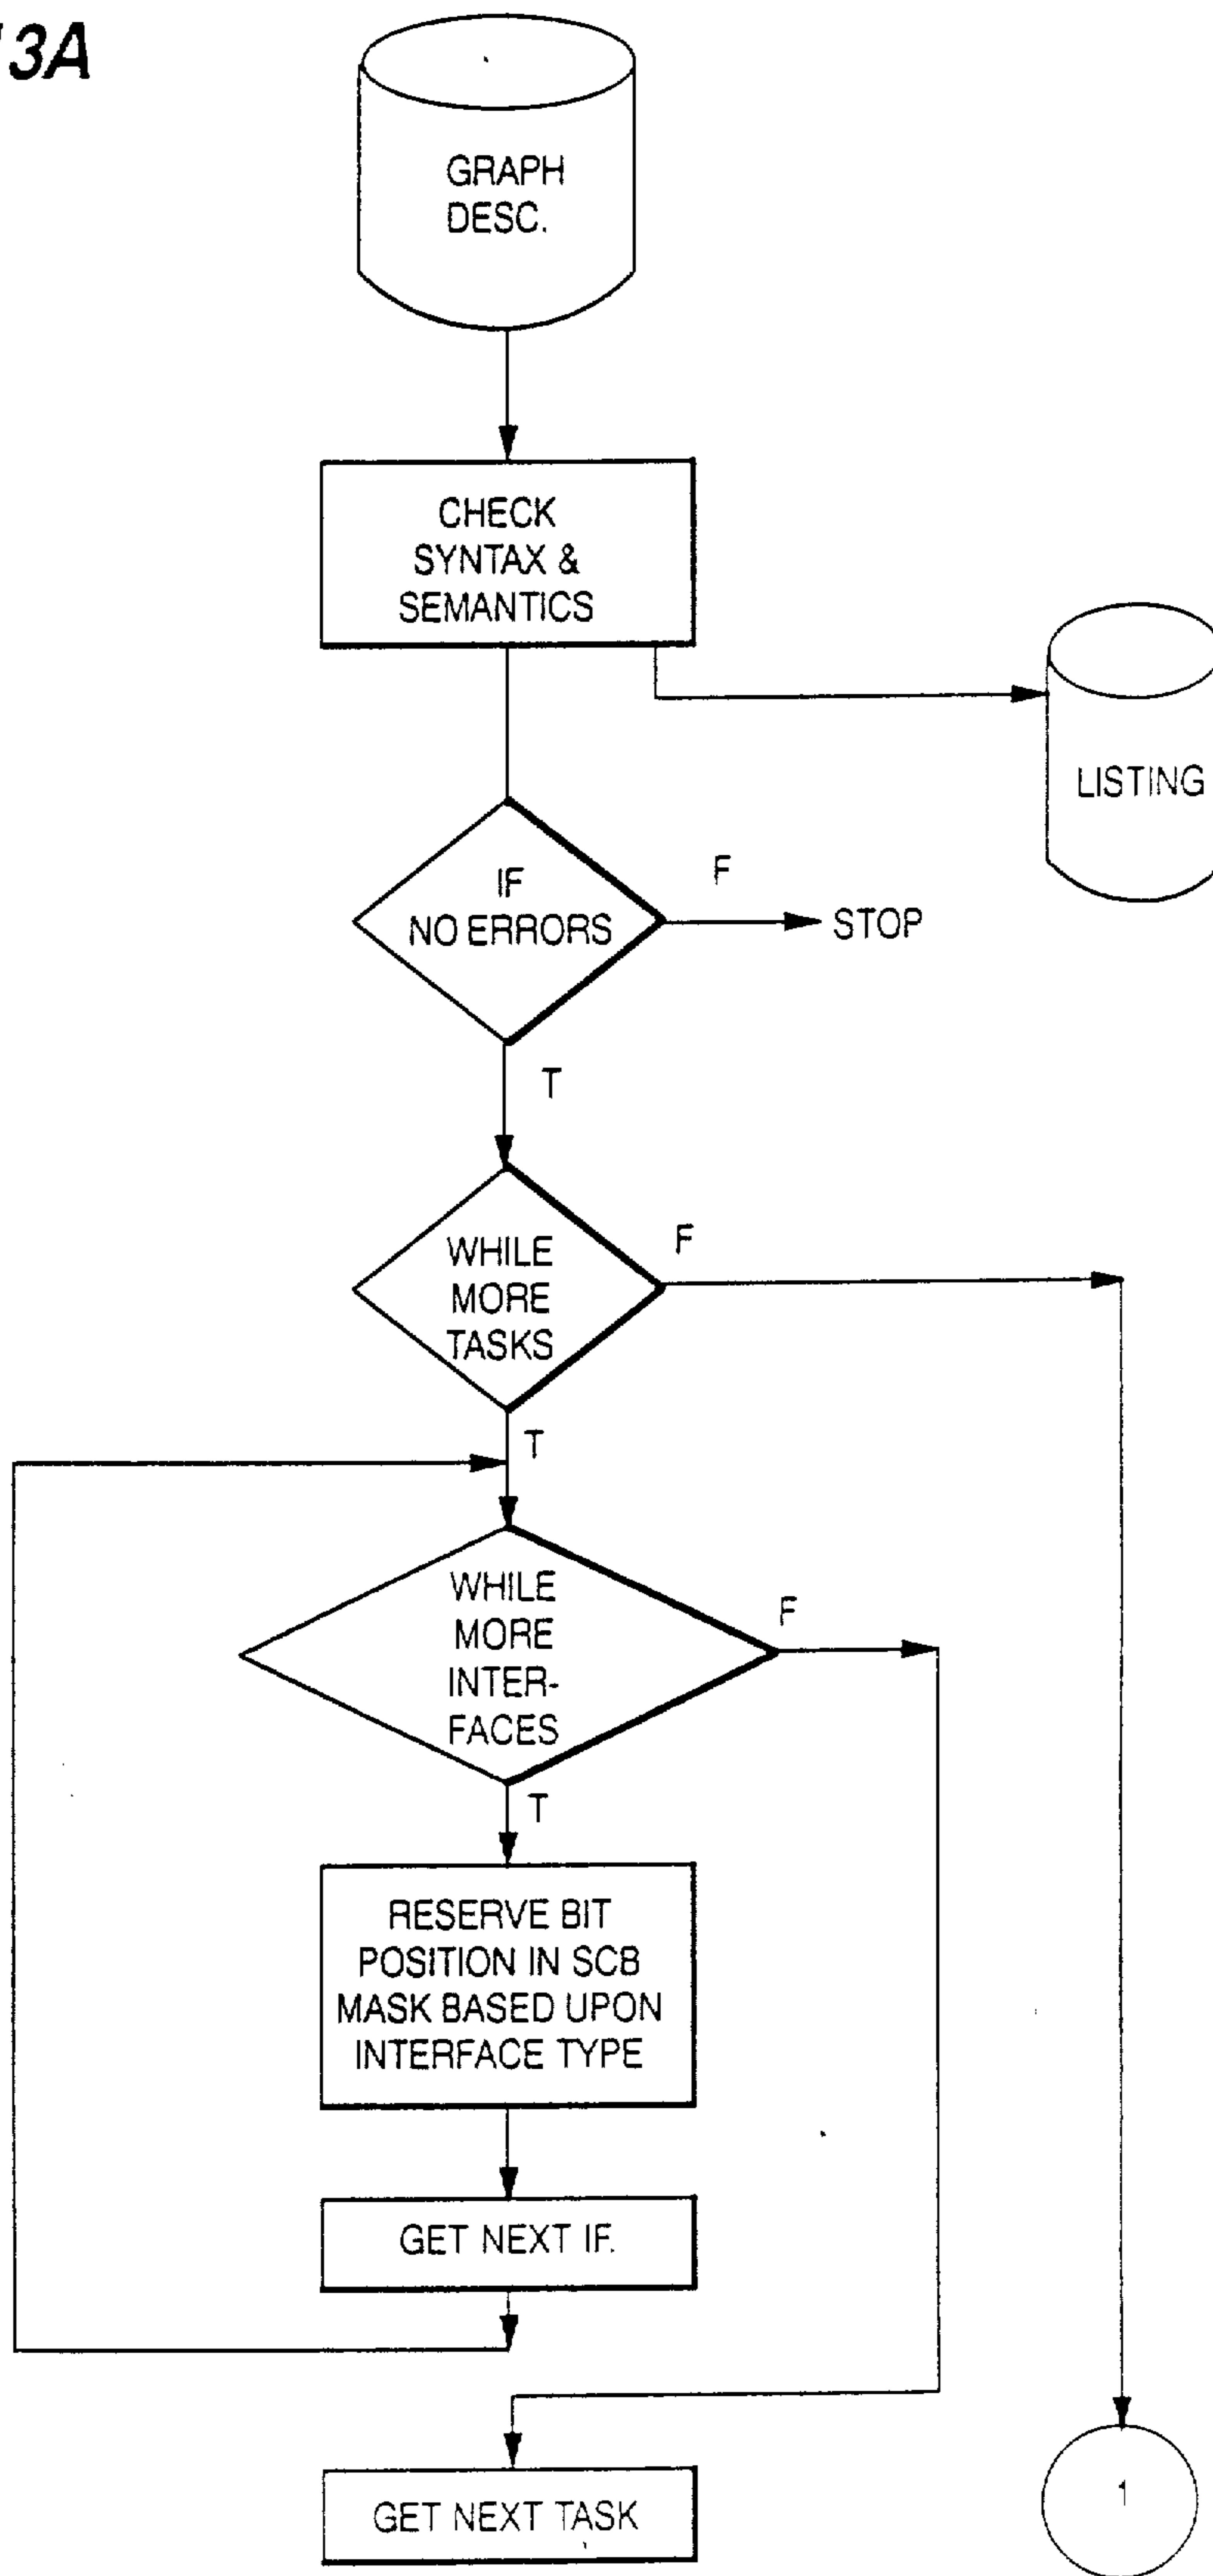 3A
GRAPH
DESC.
CHECK
SYNTAX &
SEMANTICS
LISTING
IF
NO ERRORS
F
STOP
T
WHILE
MORE
TASKS
F
T
WHILE
MORE
INTER-
FACES
F
T
RESERVE BIT
POSITION IN SCB
MASK BASED UPON
INTERFACE TYPE
GET NEXT IF.
GET NEXT TASK
1